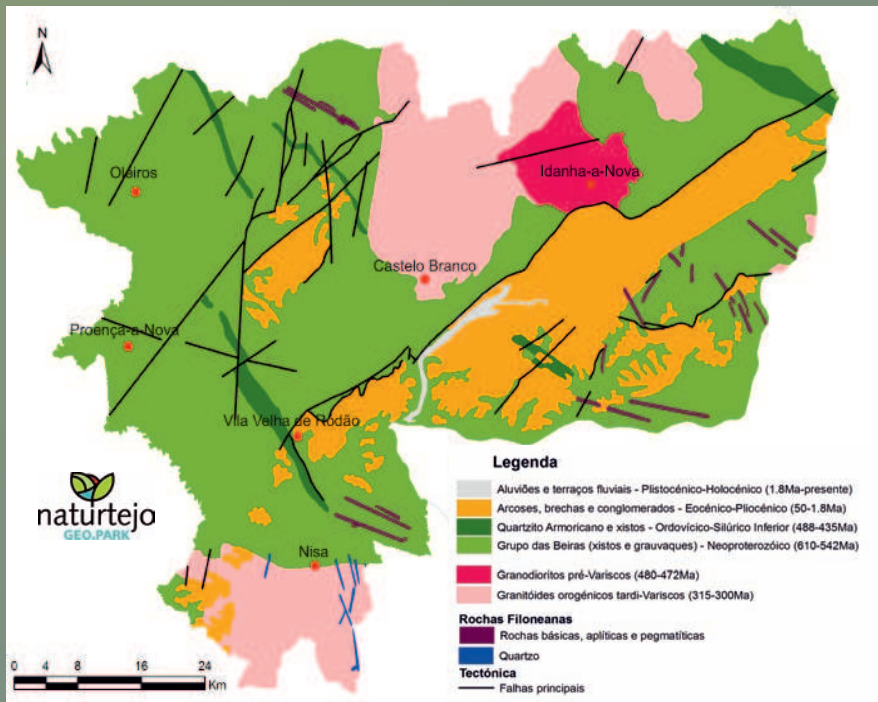 N
Oleiros
Idanha-a-Nova
Castelo Branco
Proença-a-Nova
Vila Velha de Ródão
Nisa
naturtejo
GEO.PARK
0 4 8 16 24
Km
Legenda
Aluviões e terraços fluviais - Plistocénico-Holocénico (1.8Ma-presente)
Arcoses, brechas e conglomerados - Eocénico-Pliocénico (50-1.8Ma)
Quartzito Armoricano e xistos - Ordovícico-Silúrico Inferior (488-435Ma)
Grupo das Beiras (xistos e grauvaques) - Neoproterozóico (610-542Ma)
Granodioritos pré-Variscos (480-472Ma)
Granitóides orogénicos tardi-Variscos (315-300Ma)
Rochas Filoneanas
Rochas básicas, aplíticas e pegmatíticas
Quartzo
Tectónica
Falhas principais